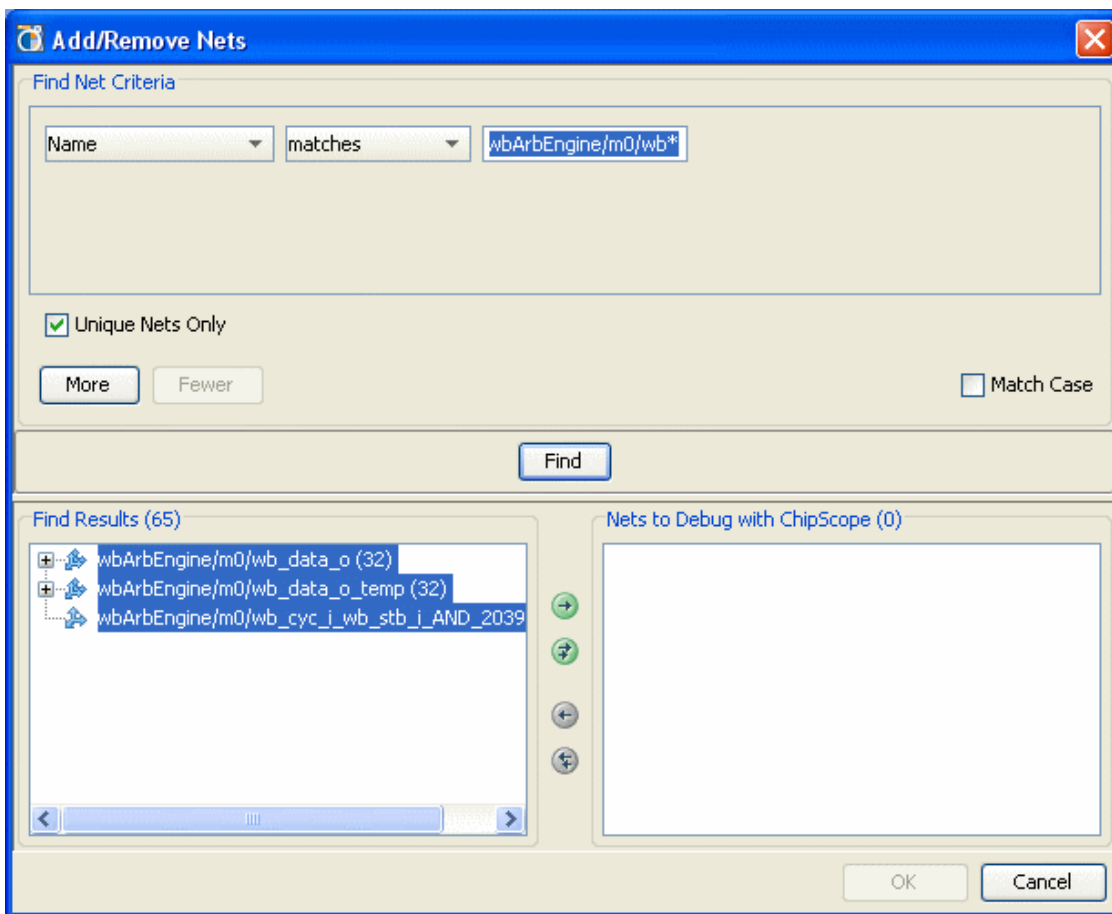 Add/Remove Nets
Find Net Criteria
Name matches wbArbEngine/m0/wb*
Unique Nets Only
More Fewer Match Case
Find
Find Results (65) Nets to Debug with ChipScope (0)
wbArbEngine/m0/wb_data_o (32)
wbArbEngine/m0/wb_data_o_temp (32)
wbArbEngine/m0/wb_cyc_i_wb_stb_i_AND_2039
OK Cancel